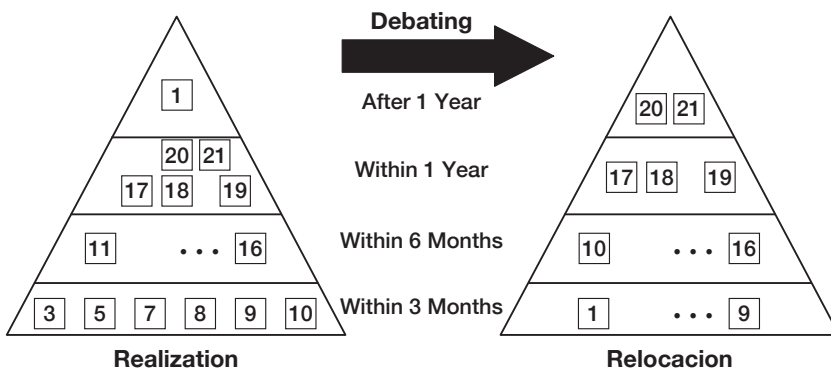 Debating
After 1 Year
Within 1 Year
Within 6 Months
Within 3 Months
1
20 21
17 18 19
11 ... 16
3 5 7 8 9 10
Realization
20 21
17 18 19
10 ... 16
1 ... 9
Relocacion